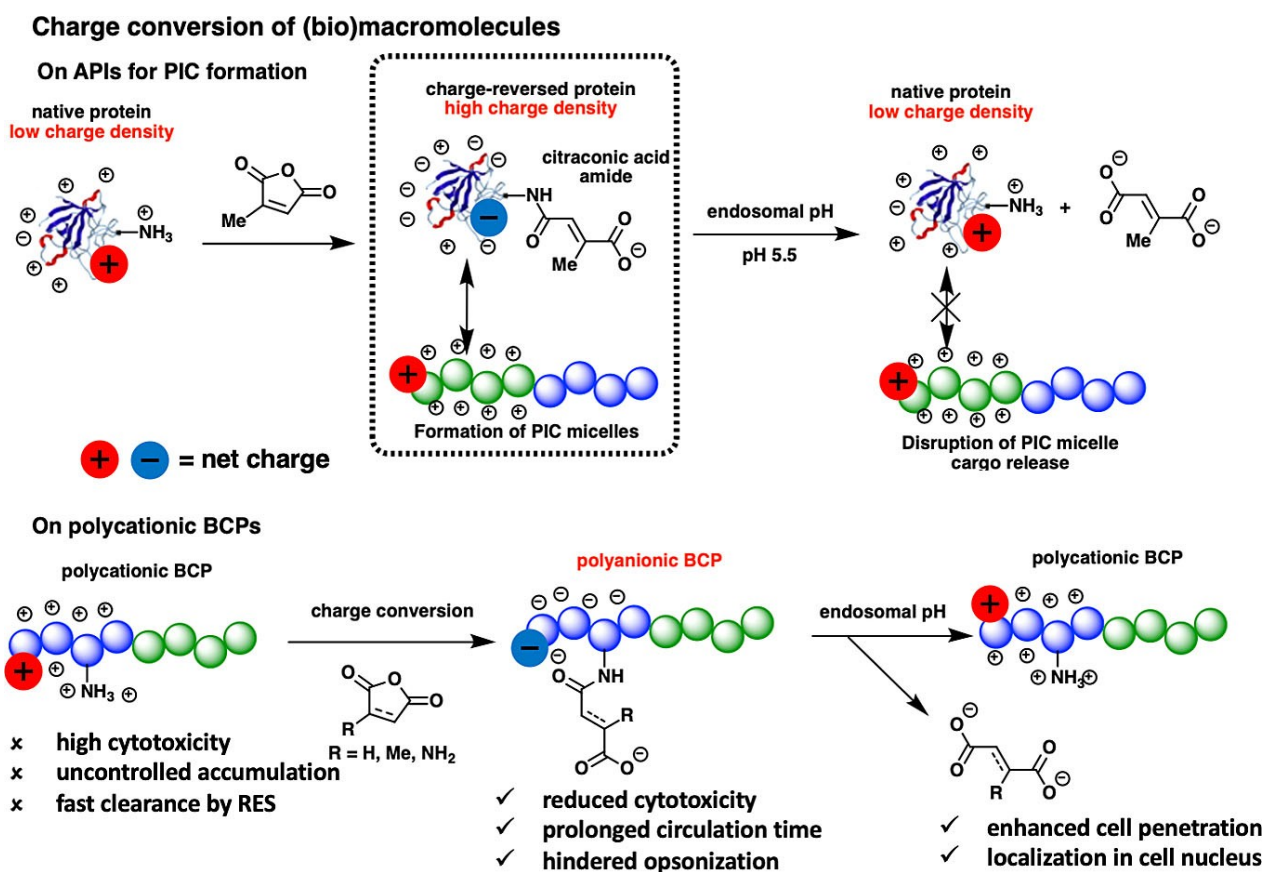 Charge conversion of (bio)macromolecules
On APIs for PIC formation
native protein
low charge density
NH₃
O
O
O
Me
charge-reversed protein
high charge density
citraconic acid
amide
NH
O
Me
O
O
Formation of PIC micelles
endosomal pH
pH 5.5
native protein
low charge density
NH₃
+
O
O
Me
O
O
Disruption of PIC micelle
cargo release
+ − = net charge
On polycationic BCPs
polycationic BCP
NH₃
charge conversion
O
O
O
R
R = H, Me, NH₂
polyanionic BCP
NH
O
R
O
O
endosomal pH
polycationic BCP
NH₃
O
O
R
O
O
x high cytotoxicity
x uncontrolled accumulation
x fast clearance by RES
✓ reduced cytotoxicity
✓ prolonged circulation time
✓ hindered opsonization
✓ enhanced cell penetration
✓ localization in cell nucleus